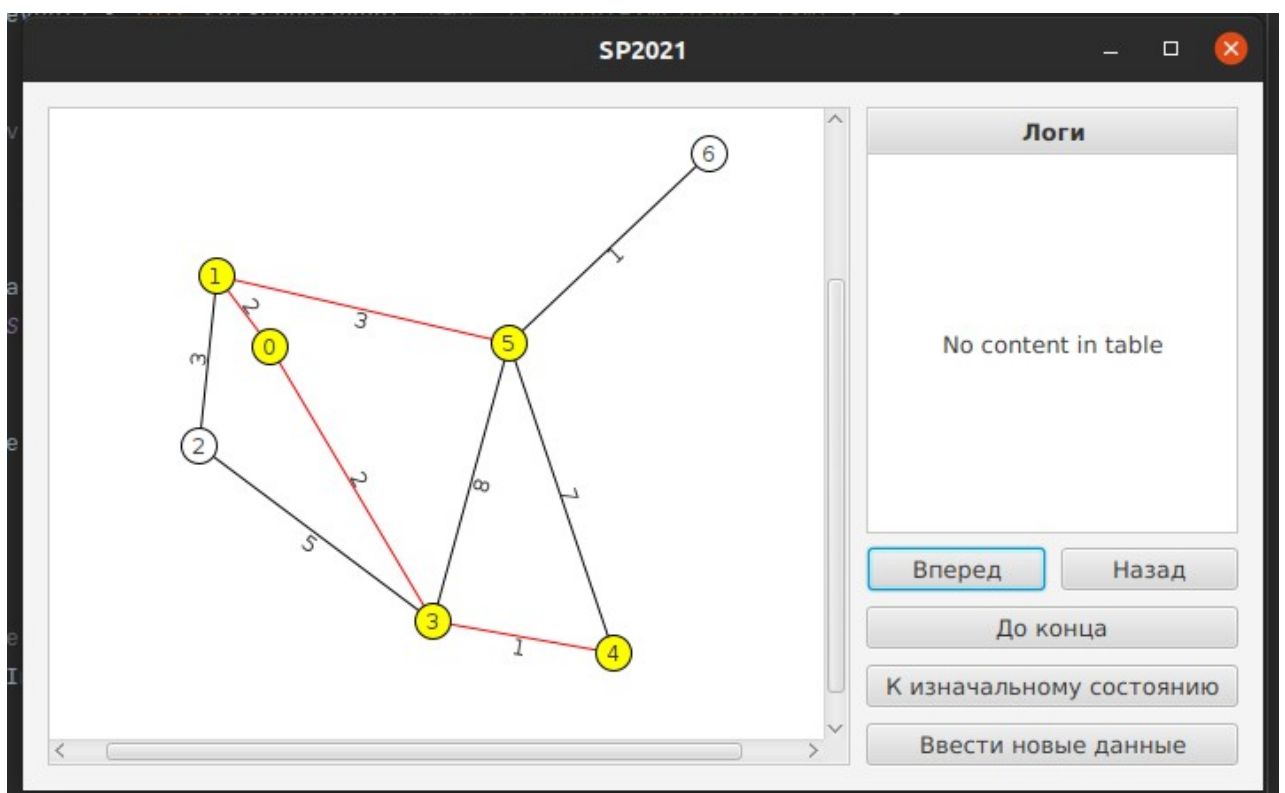 SP2021
6
1
2
3
0
5
1
3
2
2
8
7
5
3
1
4
Логи
No content in table
Вперед
Назад
До конца
К изначальному состоянию
Ввести новые данные